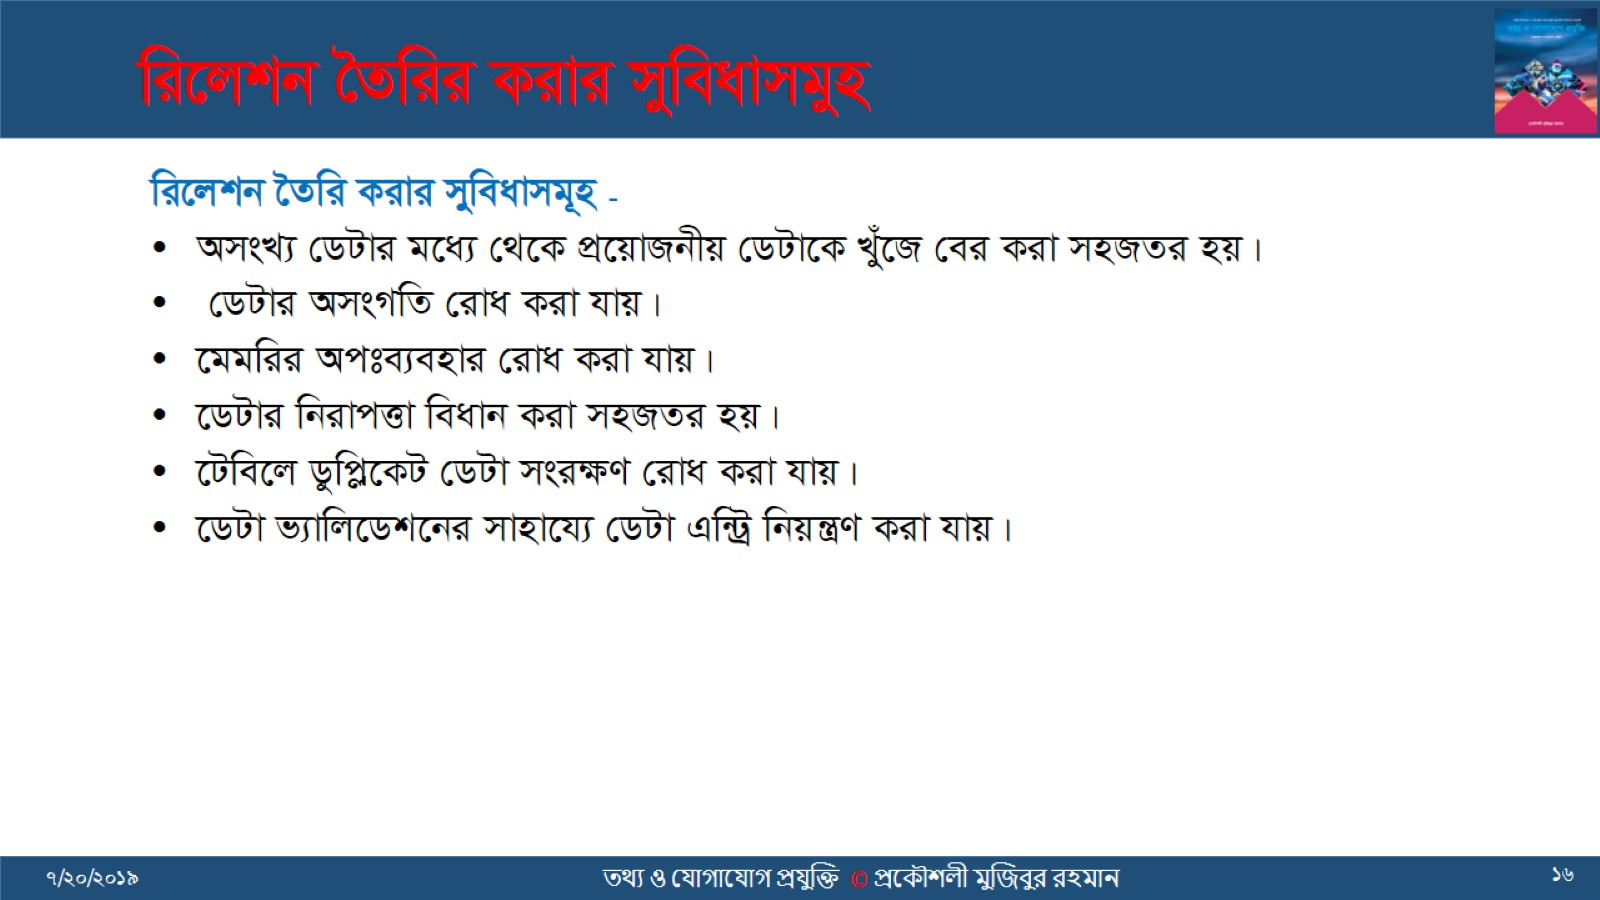 রিলেশন তৈরির করার সুবিধাসমুহ
তথ্য ও যোগাযোগ প্রযুক্তি
রিলেশন তৈরি করার সুবিধাসমূহ -
• অসংখ্য ডেটার মধ্যে থেকে প্রয়োজনীয় ডেটাকে খুঁজে বের করা সহজতর হয়।
• ডেটার অসংগতি রোধ করা যায়।
• মেমরির অপঃব্যবহার রোধ করা যায়।
• ডেটার নিরাপত্তা বিধান করা সহজতর হয়।
• টেবিলে ডুপ্লিকেট ডেটা সংরক্ষণ রোধ করা যায়।
• ডেটা ভ্যালিডেশনের সাহায্যে ডেটা এন্ট্রি নিয়ন্ত্রণ করা যায়।
৭/২০/২০১৯
তথ্য ও যোগাযোগ প্রযুক্তি © প্রকৌশলী মুজিবুর রহমান
১৬